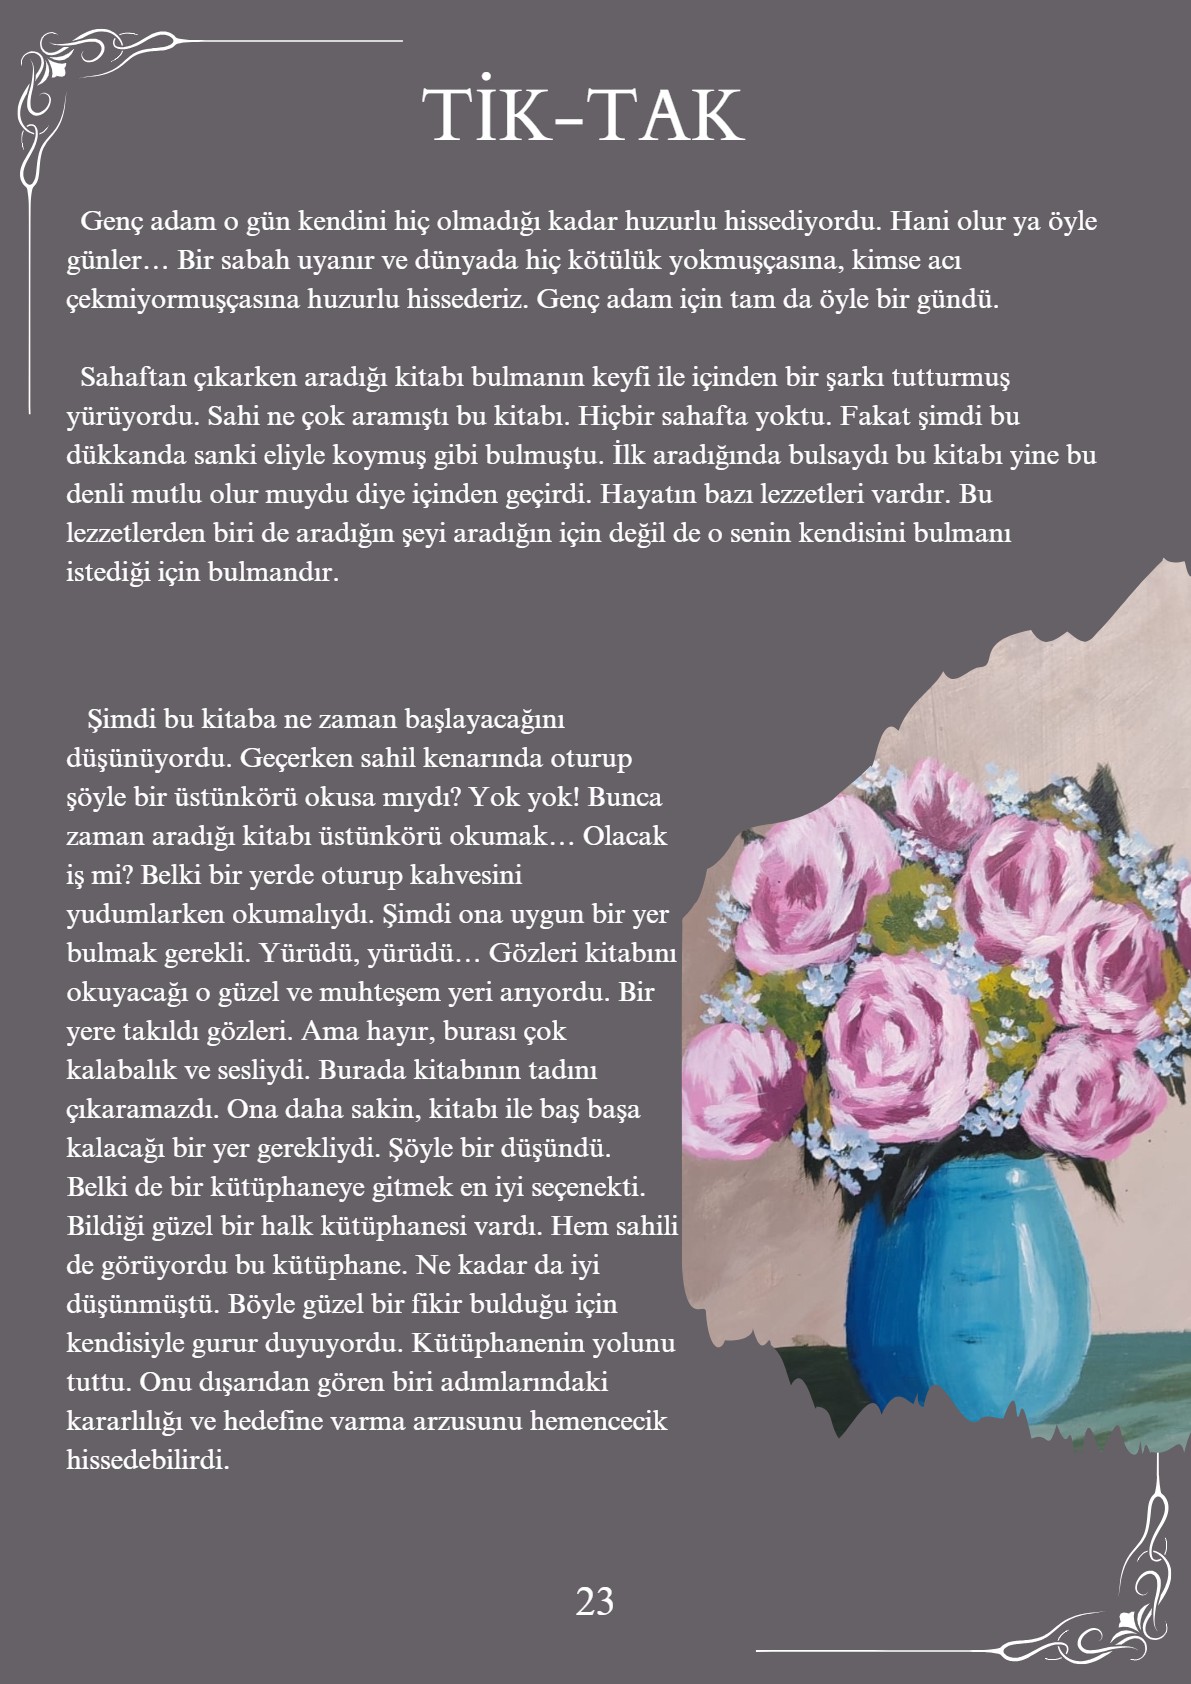 TİK-TAK
Genç adam o gün kendini hiç olmadığı kadar huzurlu hissediyordu. Hani olur ya öyle
günler… Bir sabah uyanır ve dünyada hiç kötülük yokmuşçasına, kimse acı
çekmiyormuşçasına huzurlu hissederiz. Genç adam için tam da öyle bir gündü.
Sahaftan çıkarken aradığı kitabı bulmanın keyfi ile içinden bir şarkı tutturmuş
yürüyordu. Sahi ne çok aramıştı bu kitabı. Hiçbir sahafta yoktu. Fakat şimdi bu
dükkanda sanki eliyle koymuş gibi bulmuştu. İlk aradığında bulsaydı bu kitabı yine bu
denli mutlu olur muydu diye içinden geçirdi. Hayatın bazı lezzetleri vardır. Bu
lezzetlerden biri de aradığın şeyi aradığın için değil de o senin kendisini bulmanı
istediği için bulmandır.
Şimdi bu kitaba ne zaman başlayacağını
düşünüyordu. Geçerken sahil kenarında oturup
şöyle bir üstünkörü okusa mıydı? Yok yok! Bunca
zaman aradığı kitabı üstünkörü okumak… Olacak
iş mi? Belki bir yerde oturup kahvesini
yudumlarken okumalıydı. Şimdi ona uygun bir yer
bulmak gerekli. Yürüdü, yürüdü… Gözleri kitabını
okuyacağı o güzel ve muhteşem yeri arıyordu. Bir
yere takıldı gözleri. Ama hayır, burası çok
kalabalık ve sesliydi. Burada kitabının tadını
çıkaramazdı. Ona daha sakin, kitabı ile baş başa
kalacağı bir yer gerekliydi. Şöyle bir düşündü.
Belki de bir kütüphaneye gitmek en iyi seçenekti.
Bildiği güzel bir halk kütüphanesi vardı. Hem sahili
de görüyordu bu kütüphane. Ne kadar da iyi
düşünmüştü. Böyle güzel bir fikir bulduğu için
kendisiyle gurur duyuyordu. Kütüphanenin yolunu
tuttu. Onu dışarıdan gören biri adımlarındaki
kararlılığı ve hedefine varma arzusunu hemencecik
hissedebilirdi.
23